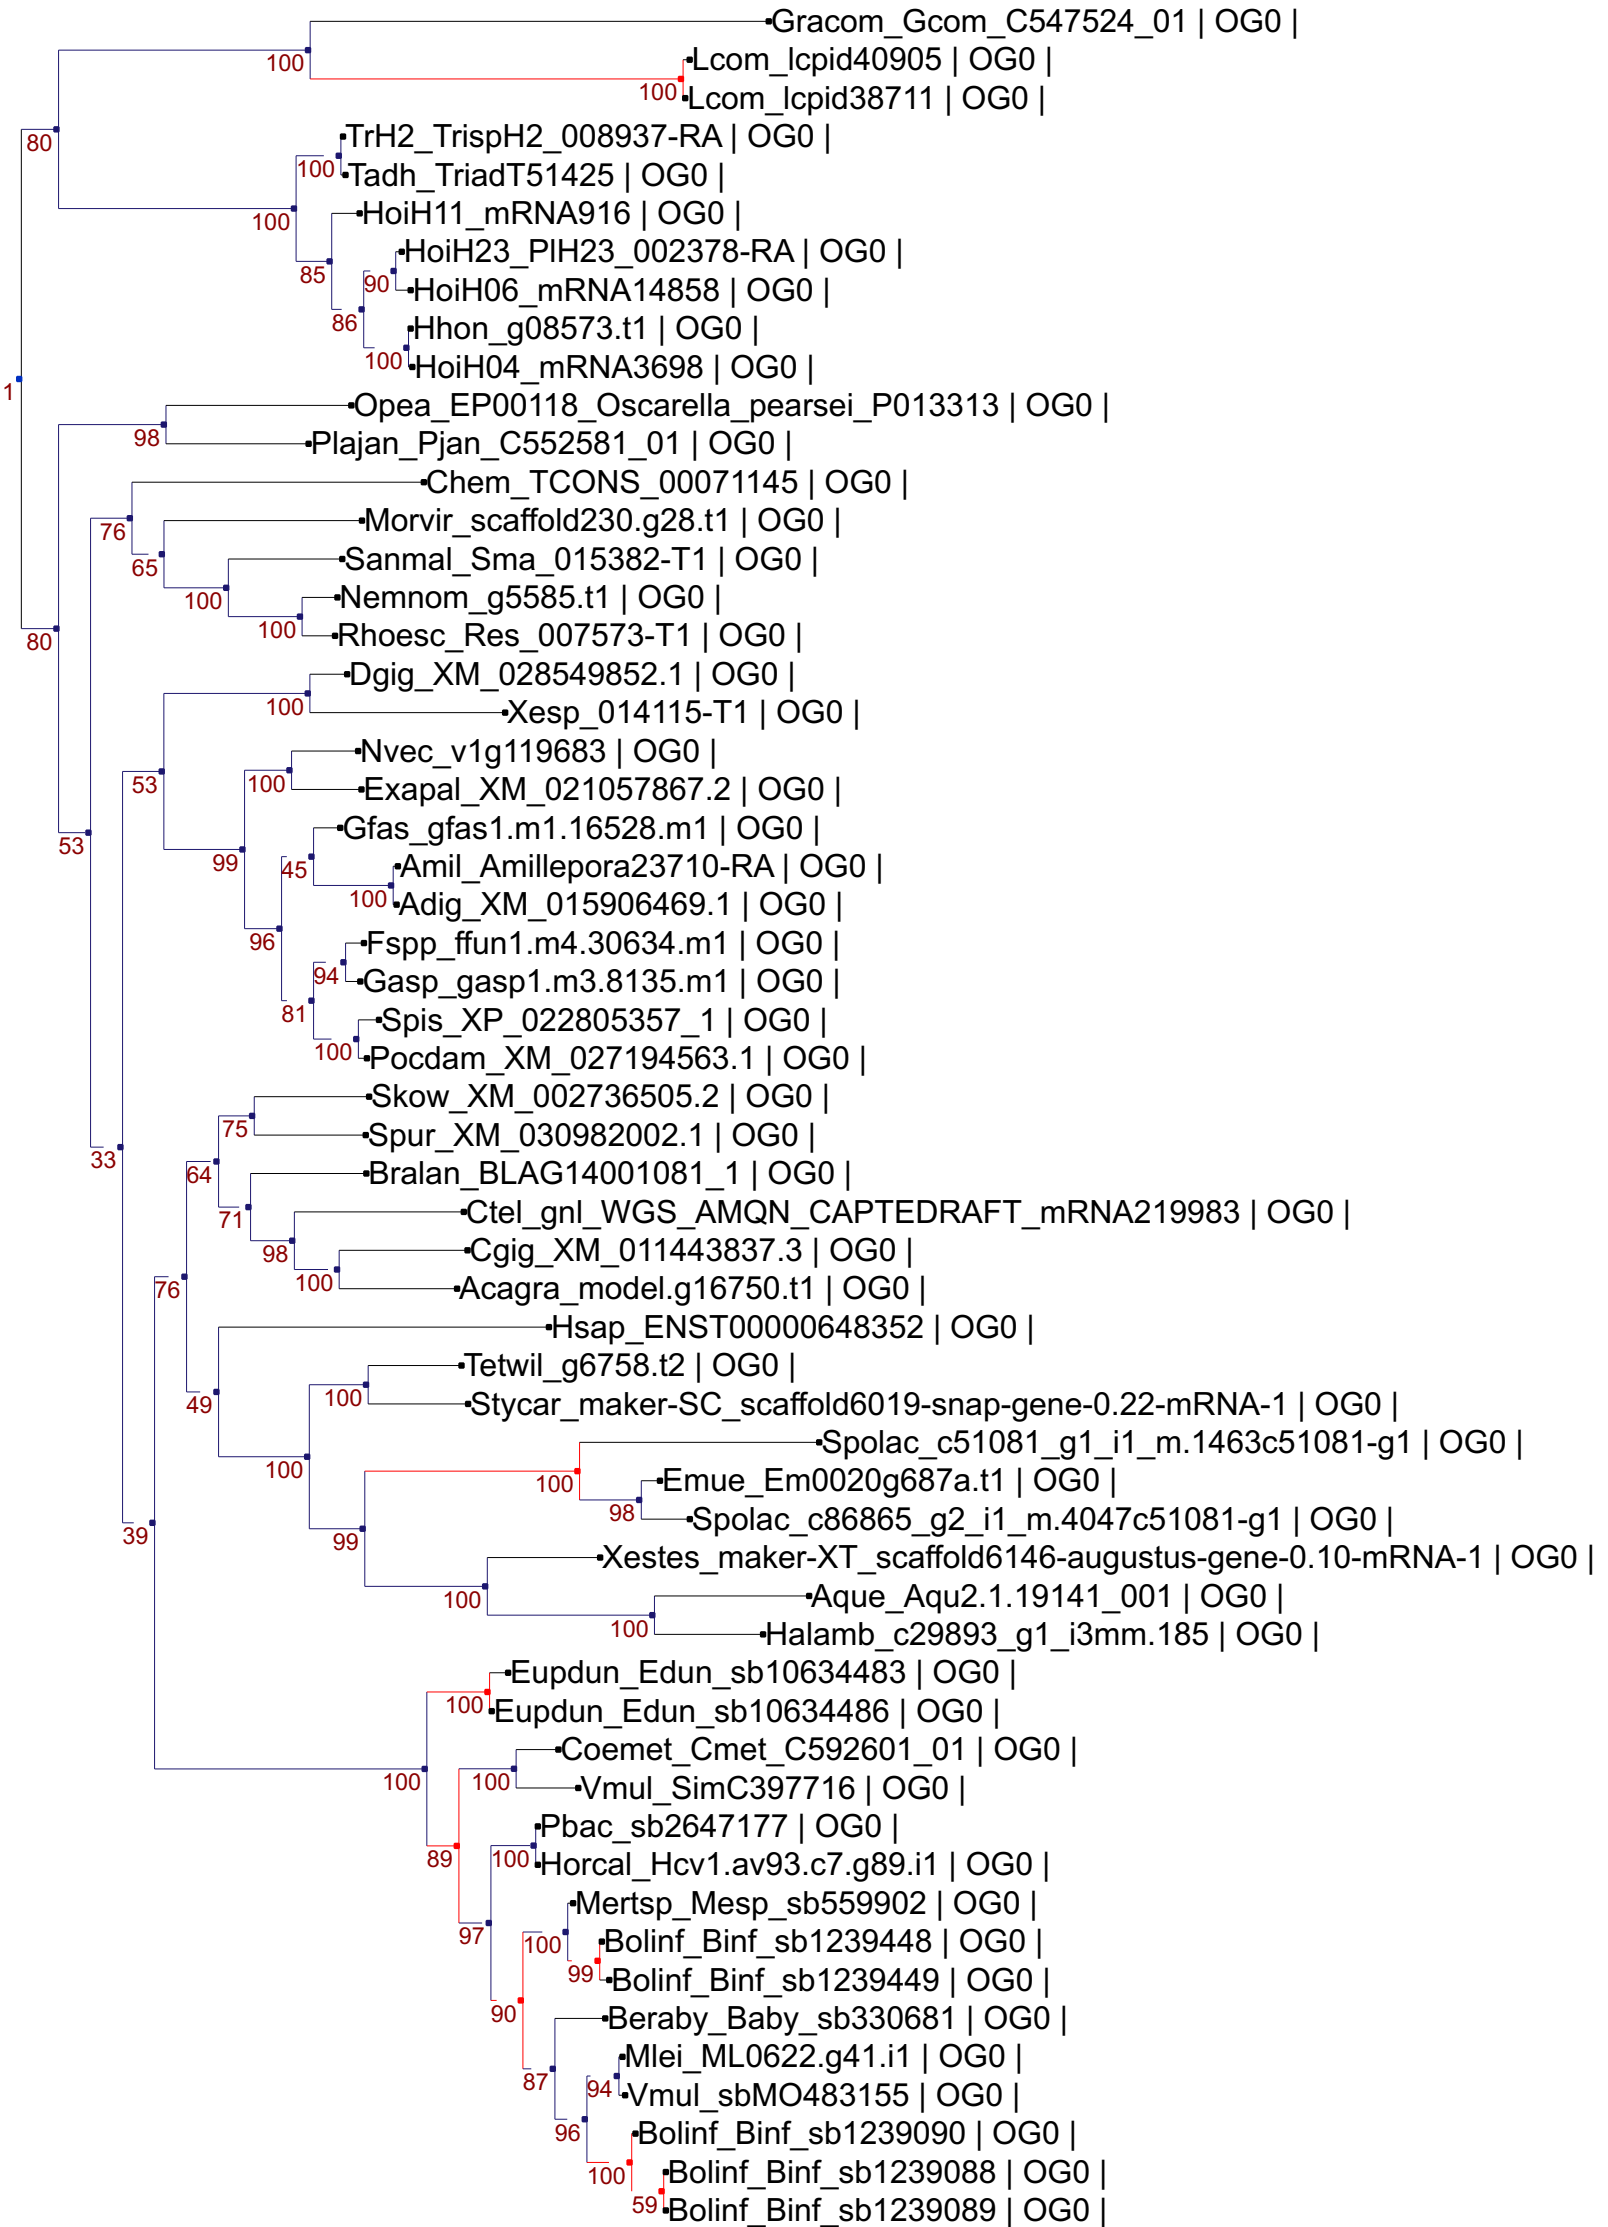 Gracom_Gcom_C547524_01 | OG0 |
100
Lcom_lcpid40905 | OG0 |
100
Lcom_lcpid38711 | OG0 |
80
TrH2_TrispH2_008937-RA | OG0 |
100
Tadh_TriadT51425 | OG0 |
100
HoiH11_mRNA916 | OG0 |
HoiH23_PlH23_002378-RA | OG0 |
85
90
HoiH06_mRNA14858 | OG0 |
86
Hhon_g08573.t1 | OG0 |
100
HoiH04_mRNA3698 | OG0 |
1
Opea_EP00118_Oscarella_pearsei_P013313 | OG0 |
98
Plajan_Pjan_C552581_01 | OG0 |
Chem_TCONS_00071145 | OG0 |
76
Morvir_scaffold230.g28.t1 | OG0 |
65
Sanmal_Sma_015382-T1 | OG0 |
100
Nemnom_g5585.t1 | OG0 |
100
Rhoesc_Res_007573-T1 | OG0 |
80
Dgig_XM_028549852.1 | OG0 |
100
Xesp_014115-T1 | OG0 |
Nvec_v1g119683 | OG0 |
53
100
Exapal_XM_021057867.2 | OG0 |
Gfas_gfas1.m1.16528.m1 | OG0 |
53
99
45
Amil_Amillepora23710-RA | OG0 |
100
Adig_XM_015906469.1 | OG0 |
96
Fspp_ffun1.m4.30634.m1 | OG0 |
94
Gasp_gasp1.m3.8135.m1 | OG0 |
81
Spis_XP_022805357_1 | OG0 |
100
Pocdam_XM_027194563.1 | OG0 |
Skow_XM_002736505.2 | OG0 |
75
Spur_XM_030982002.1 | OG0 |
33
64
Bralan_BLAG14001081_1 | OG0 |
71
Ctel_gnl_WGS_AMQN_CAPTEDRAFT_mRNA219983 | OG0 |
98
Cgig_XM_011443837.3 | OG0 |
100
Acagra_model.g16750.t1 | OG0 |
76
Hsap_ENST00000648352 | OG0 |
Tetwil_g6758.t2 | OG0 |
100
49
Stycar_maker-SC_scaffold6019-snap-gene-0.22-mRNA-1 | OG0 |
Spolac_c51081_g1_i1_m.1463c51081-g1 | OG0 |
100
100
Emue_Em0020g687a.t1 | OG0 |
98
Spolac_c86865_g2_i1_m.4047c51081-g1 | OG0 |
39
99
Xestes_maker-XT_scaffold6146-augustus-gene-0.10-mRNA-1 | OG0 |
100
Aque_Aqu2.1.19141_001 | OG0 |
100
Halamb_c29893_g1_i3mm.185 | OG0 |
Eupdun_Edun_sb10634483 | OG0 |
100
Eupdun_Edun_sb10634486 | OG0 |
Coemet_Cmet_C592601_01 | OG0 |
100
100
Vmul_SimC397716 | OG0 |
Pbac_sb2647177 | OG0 |
89
100
Horcal_Hcv1.av93.c7.g89.i1 | OG0 |
Mertsp_Mesp_sb559902 | OG0 |
97
100
Bolinf_Binf_sb1239448 | OG0 |
99
Bolinf_Binf_sb1239449 | OG0 |
90
Beraby_Baby_sb330681 | OG0 |
Mlei_ML0622.g41.i1 | OG0 |
87
94
Vmul_sbMO483155 | OG0 |
96
Bolinf_Binf_sb1239090 | OG0 |
100
Bolinf_Binf_sb1239088 | OG0 |
59
Bolinf_Binf_sb1239089 | OG0 |